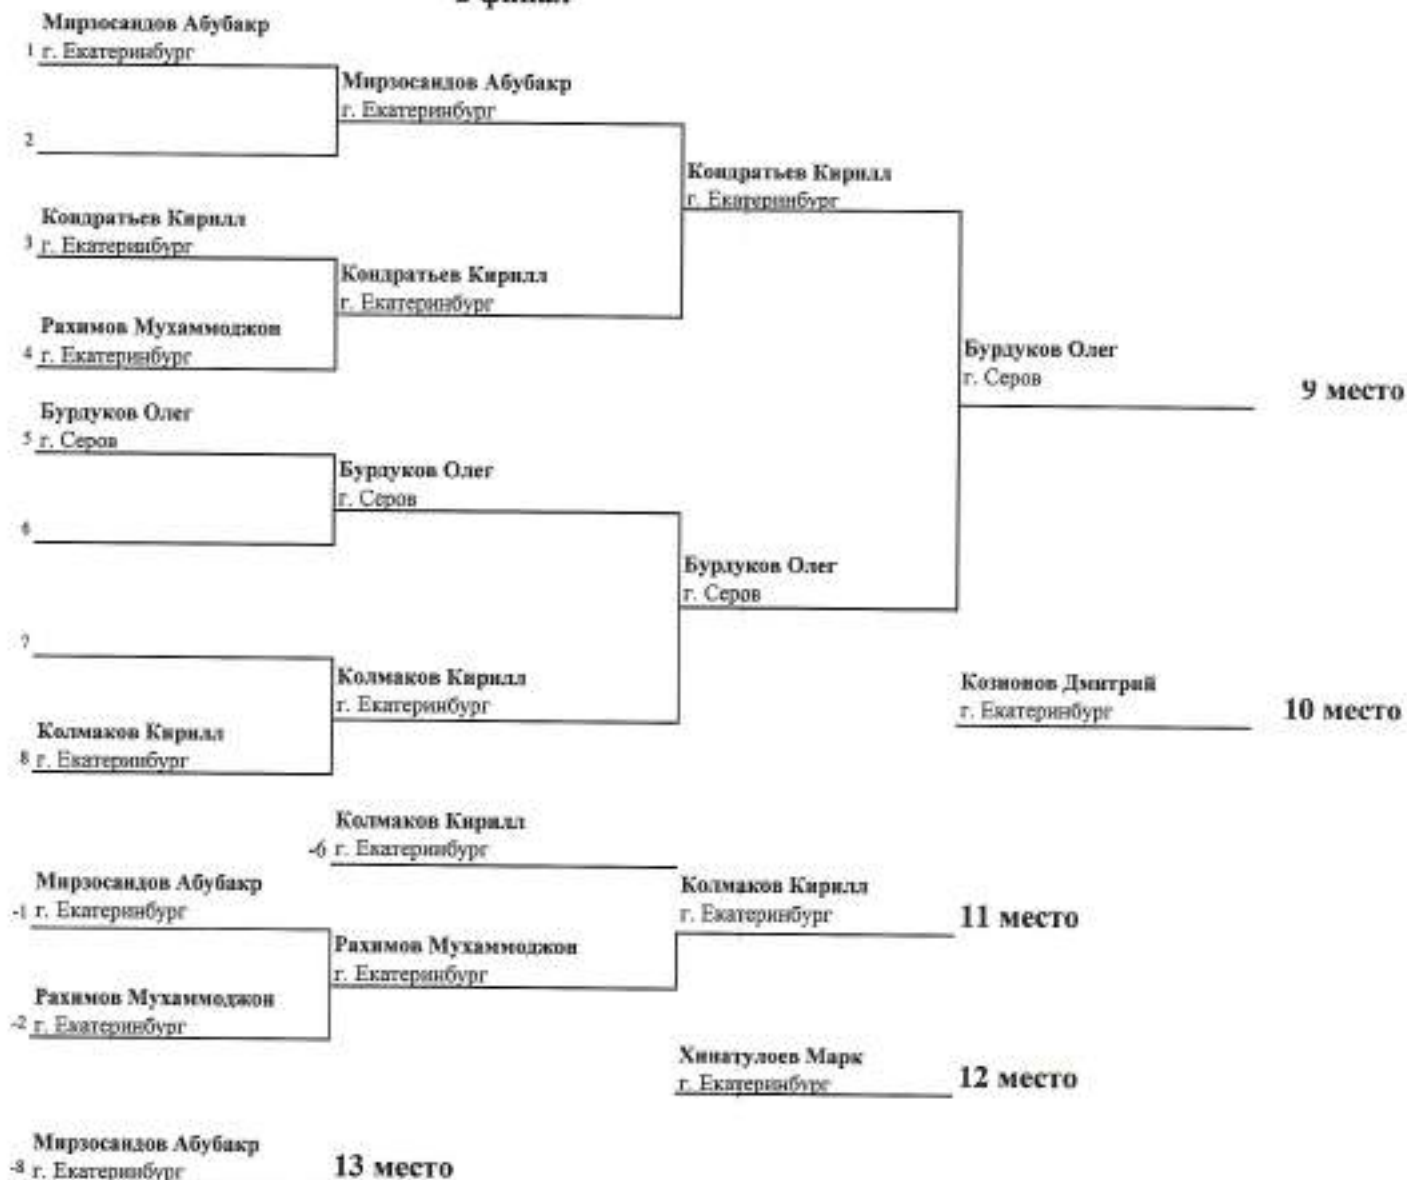 финал
Мирзосаидов Абубакр
1 г. Екатеринбург
Мирзосаидов Абубакр
г. Екатеринбург
2
Кондратьев Кирилл
г. Екатеринбург
Кондратьев Кирилл
3 г. Екатеринбург
Кондратьев Кирилл
г. Екатеринбург
Рахимов Мухаммоджон
4 г. Екатеринбург
Бурдуков Олег
г. Серов
9 место
Бурдуков Олег
5 г. Серов
Бурдуков Олег
г. Серов
6
Бурдуков Олег
г. Серов
7
Колмаков Кирилл
г. Екатеринбург
Козионов Дмитрий
г. Екатеринбург
10 место
Колмаков Кирилл
8 г. Екатеринбург
Колмаков Кирилл
-6 г. Екатеринбург
Мирзосаидов Абубакр
-1 г. Екатеринбург
Колмаков Кирилл
г. Екатеринбург
11 место
Рахимов Мухаммоджон
г. Екатеринбург
Рахимов Мухаммоджон
-2 г. Екатеринбург
Хинатулоев Марк
г. Екатеринбург
12 место
Мирзосаидов Абубакр
-8 г. Екатеринбург
13 место